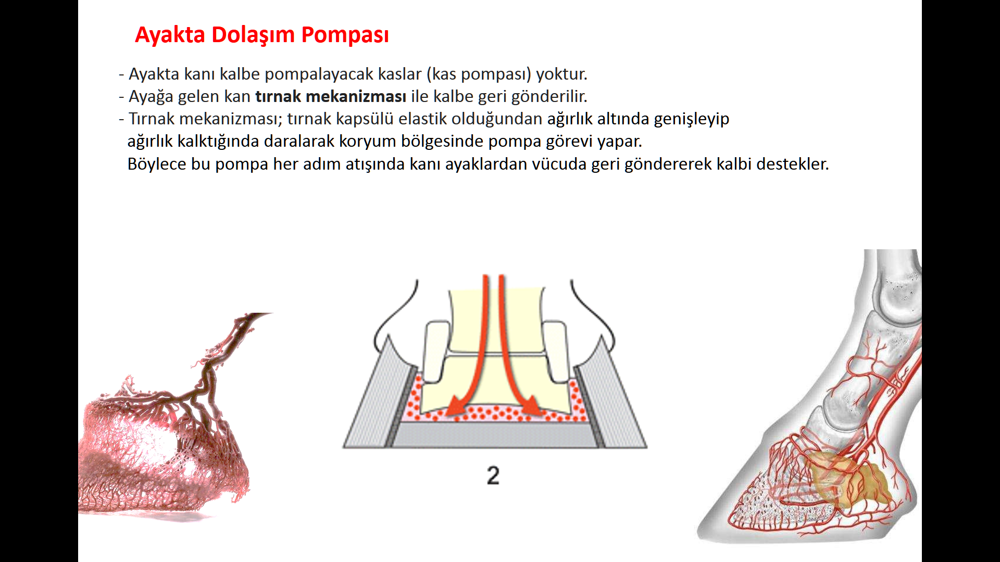 Ayakta Dolaşım Pompası
- Ayakta kanı kalbe pompalayacak kaslar (kas pompası) yoktur.
- Ayağa gelen kan tırnak mekanizması ile kalbe geri gönderilir.
- Tırnak mekanizması; tırnak kapsülü elastik olduğundan ağırlık altında genişleyip
ağırlık kalktığında daralarak koryum bölgesinde pompa görevi yapar.
Böylece bu pompa her adım atışında kanı ayaklardan vücuda geri göndererek kalbi destekler.
2